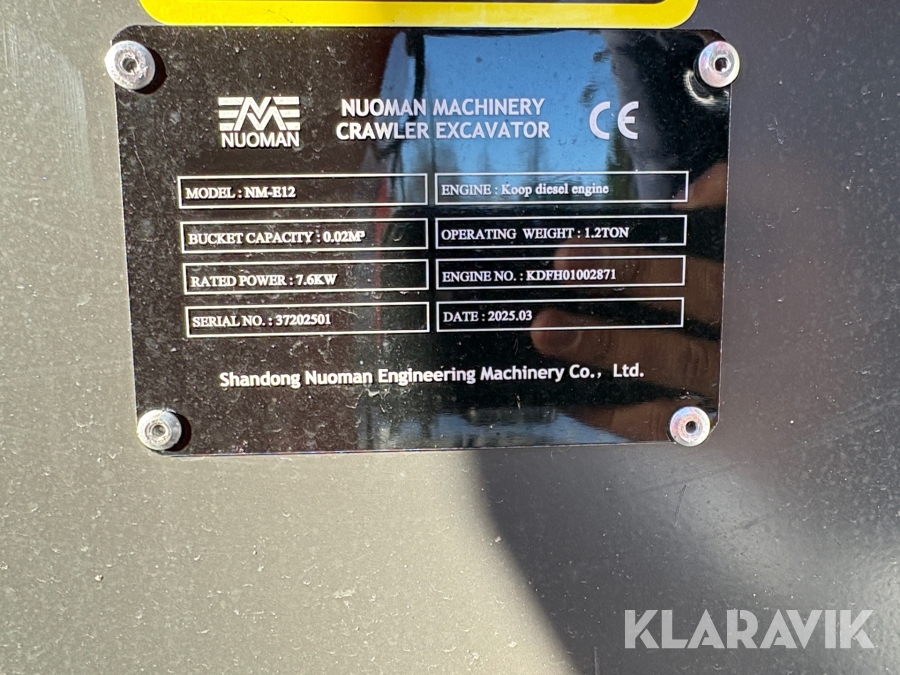 NUOMAN
NUOMAN MACHINERY
CRAWLER EXCAVATOR
CE
MODEL : NM-E12
ENGINE : Koop diesel engine
BUCKET CAPACITY : 0.02M³
OPERATING WEIGHT : 1.2TON
RATED POWER : 7.6KW
ENGINE NO. : KDFH01002871
SERIAL NO. : 37202501
DATE : 2025.03
Shandong Nuoman Engineering Machinery Co., Ltd.
KLARAVIK